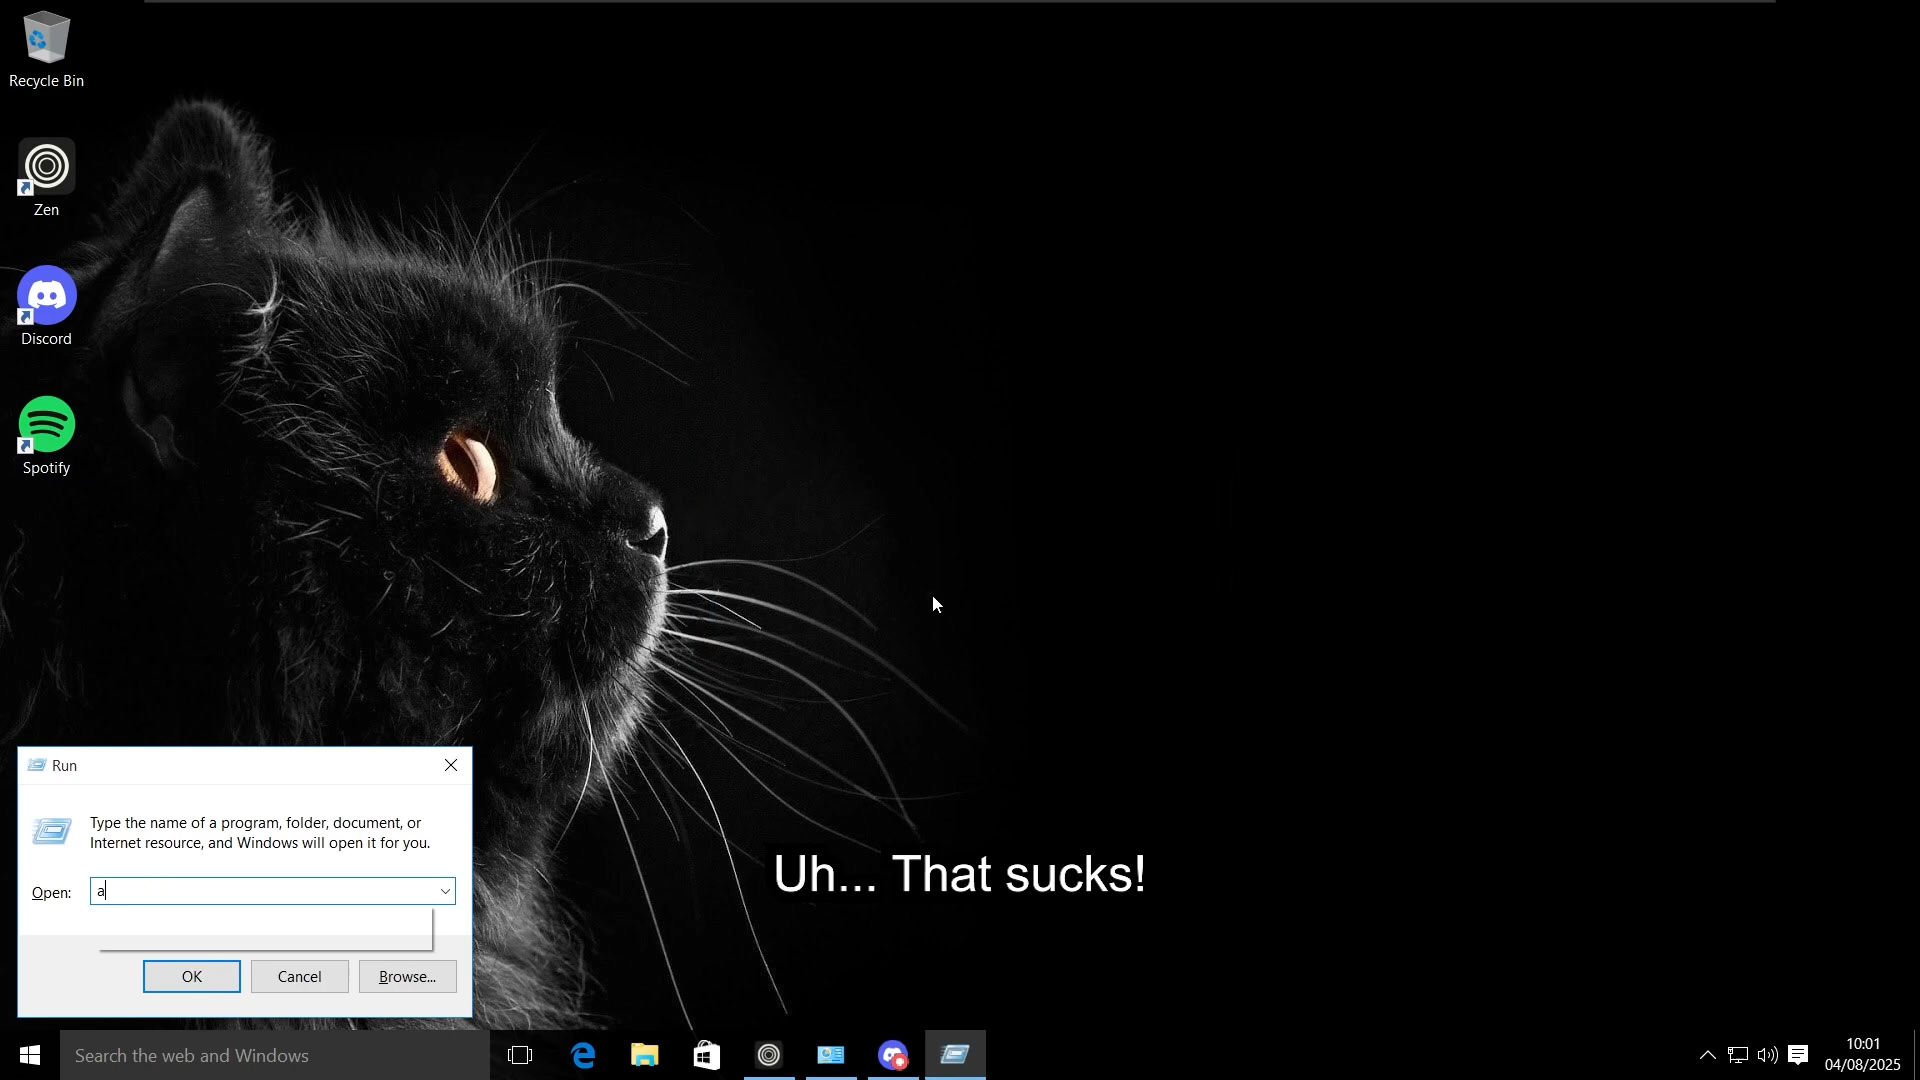 Recycle Bin
Zen
Discord
Spotify
Run
Type the name of a program, folder, document, or
Internet resource, and Windows will open it for you.
Open: a
OK Cancel Browse...
Uh... That sucks!
Search the web and Windows
10:01
04/08/2025